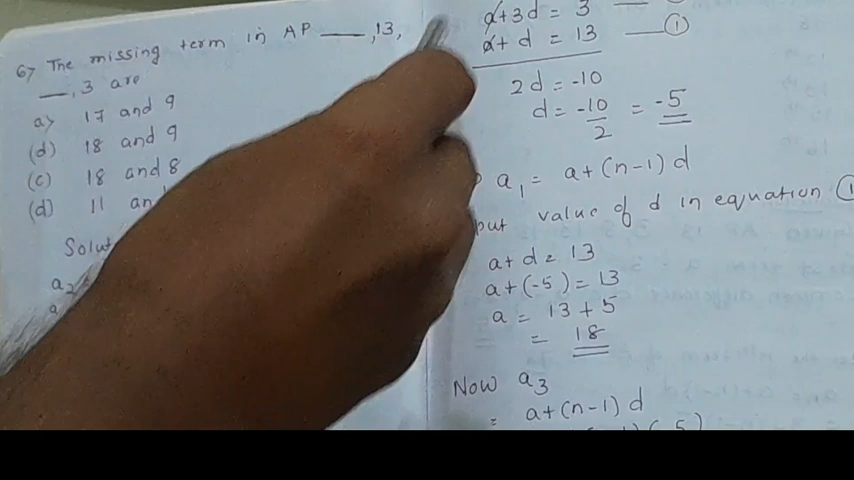 6) The missing term in AP ___, 13,
___, 3 are
a) 17 and 9
(d) 18 and 9
(c) 18 and 8
(d) 11
Solut
a2
a
a+3d = 3
a+ d = 13 — ①
2d = -10
d = -10/2 = -5
a1 = a+(n-1) d
put value of d in equation ①
a+d = 13
a+(-5) = 13
a = 13 + 5
= 18
Now a3
= a+(n-1) d